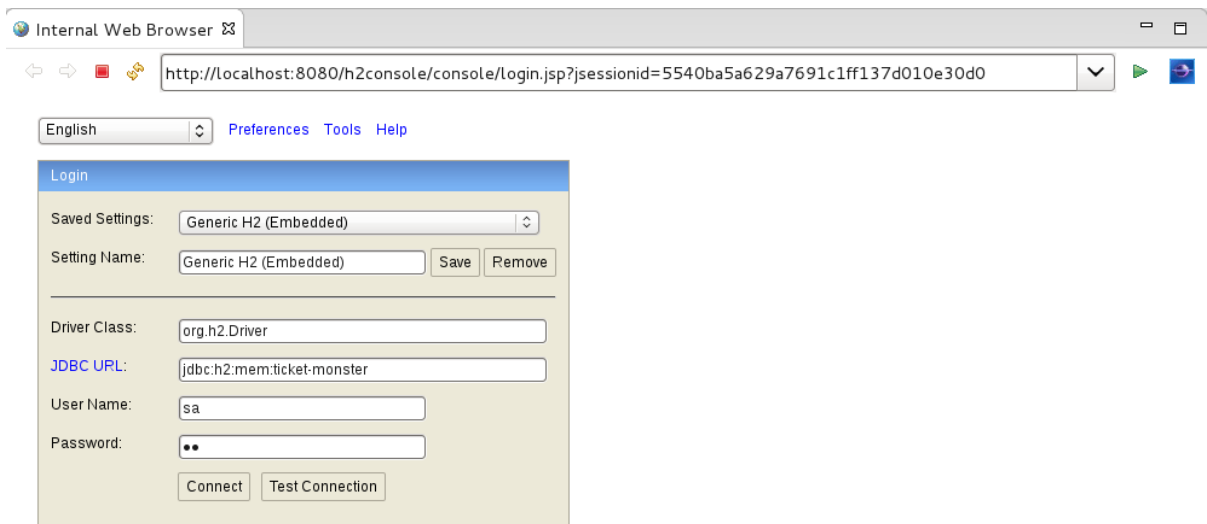 Internal Web Browser
http://localhost:8080/h2console/console/login.jsp?jsessionid=5540ba5a629a7691c1ff137d010e30d0
English Preferences Tools Help
Login
Saved Settings: Generic H2 (Embedded)
Setting Name: Generic H2 (Embedded) Save Remove
Driver Class: org.h2.Driver
JDBC URL: jdbc:h2:mem:ticket-monster
User Name: sa
Password: ••
Connect Test Connection